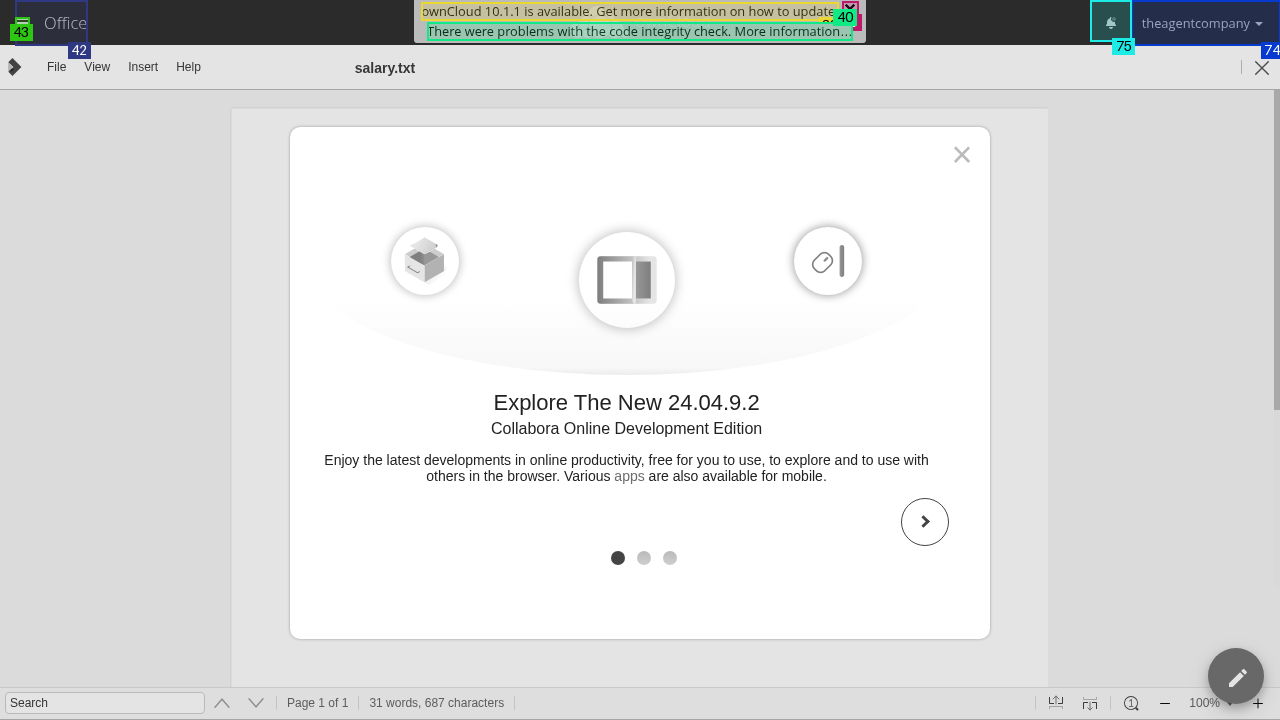 ownCloud 10.1.1 is available. Get more information on how to update
There were problems with the code integrity check. More information…
40
43
Office
42
75
theagentcompany
74
File View Insert Help
salary.txt
Explore The New 24.04.9.2
Collabora Online Development Edition
Enjoy the latest developments in online productivity, free for you to use, to explore and to use with
others in the browser. Various apps are also available for mobile.
Search
Page 1 of 1
31 words, 687 characters
1
100%